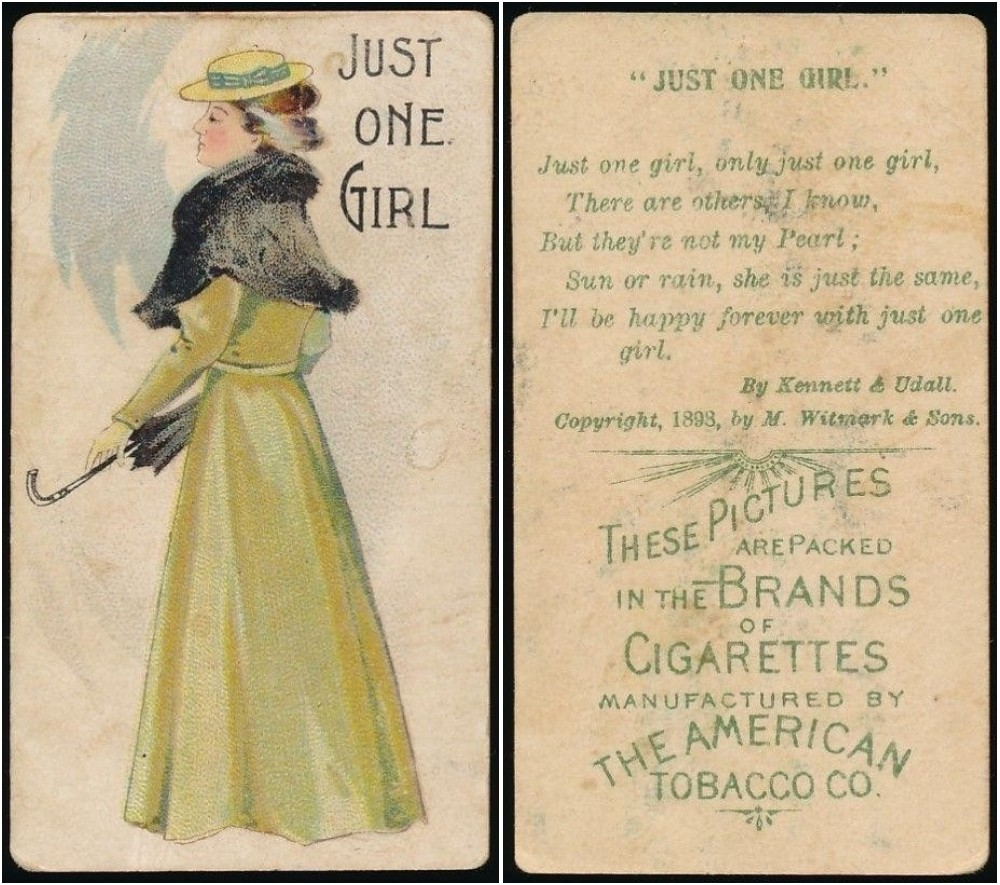 JUST
ONE
GIRL
"JUST ONE GIRL."
Just one girl, only just one girl,
There are others, I know,
But they're not my Pearl;
Sun or rain, she is just the same,
I'll be happy forever with just one
girl.
By Kennett & Udall.
Copyright, 1898, by M. Witmark & Sons.
THESE PICTURES
ARE PACKED
IN THE BRANDS
OF
CIGARETTES
MANUFACTURED BY
THE AMERICAN
TOBACCO CO.